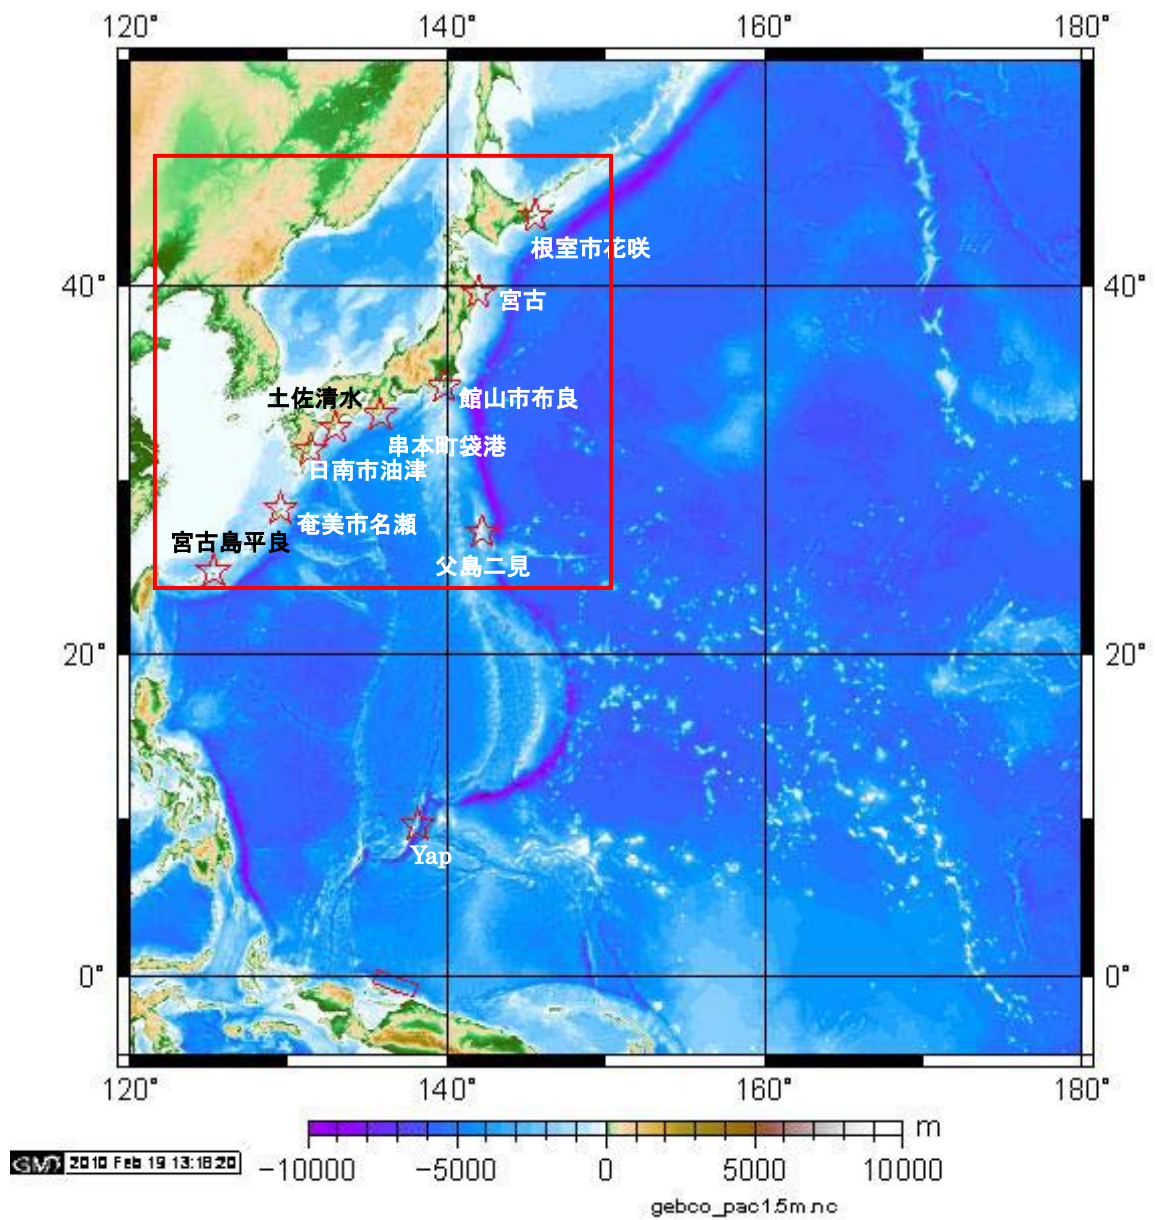 120° 140° 160° 180°
根室市花咲
40° 40°
宮古
土佐清水
館山市布良
串本町袋港
日南市油津
奄美市名瀬
宮古島平良
父島二見
20° 20°
Yap
0° 0°
120° 140° 160° 180°
m
GMT 2010 Feb 19 13:18:20
−10000 −5000 0 5000 10000
gebco_pac1.5m.nc